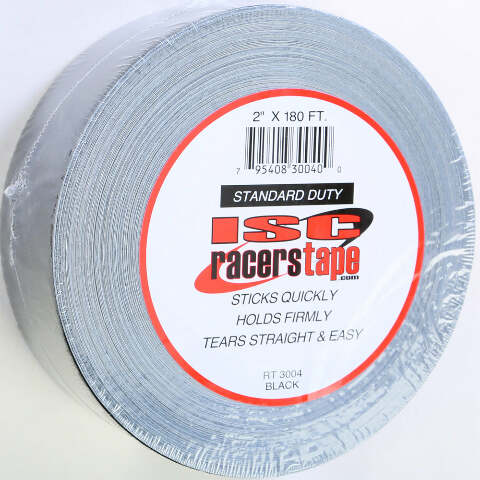 2" X 180 FT.
7 95408 30040 0
STANDARD DUTY
ISC
racerstape
.com
STICKS QUICKLY
HOLDS FIRMLY
TEARS STRAIGHT & EASY
RT 3004
BLACK